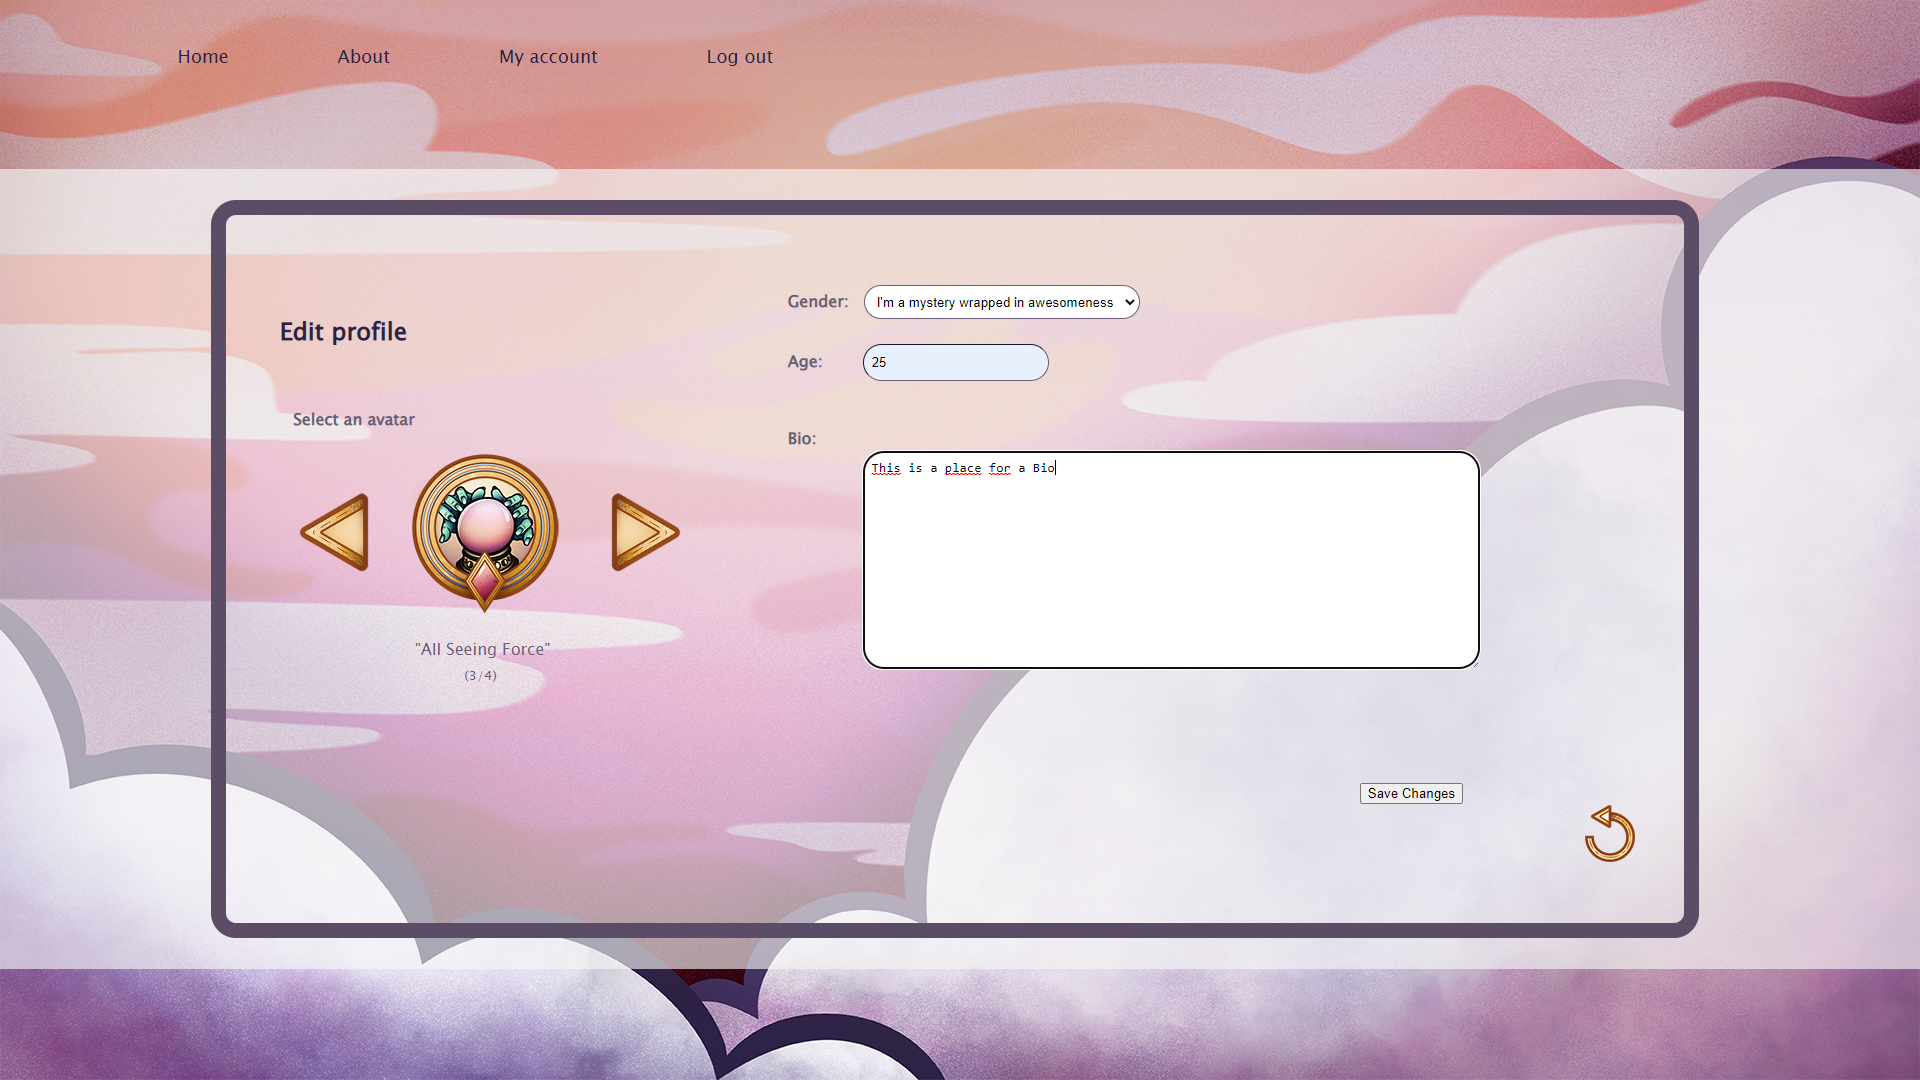 Home About My account Log out
Edit profile
Select an avatar
"All Seeing Force"
(3/4)
Gender: I'm a mystery wrapped in awesomeness
Age: 25
Bio:
This is a place for a Bio
Save Changes